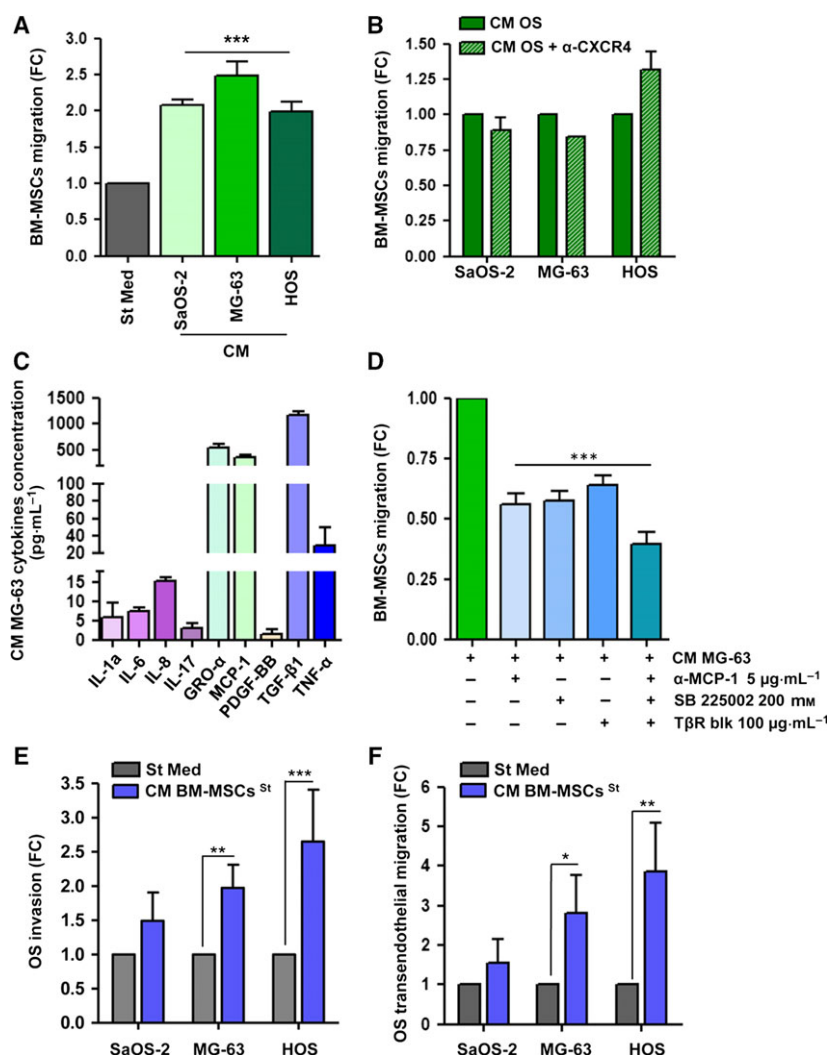 A
***
BM-MSCs migration (FC)
3.0
2.5
2.0
1.5
1.0
0.5
0.0
St Med
SaOS-2
MG-63
HOS
CM
B
CM OS
CM OS + α-CXCR4
BM-MSCs migration (FC)
1.50
1.25
1.00
0.75
0.50
0.25
0.00
SaOS-2 MG-63 HOS
C
CM MG-63 cytokines concentration
(pg·mL⁻¹)
1500
1000
500
100
80
60
40
20
15
10
5
0
IL-1a
IL-6
IL-8
IL-17
GRO-α
MCP-1
PDGF-BB
TGF-β1
TNF-α
D
***
BM-MSCs migration (FC)
1.00
0.75
0.50
0.25
0.00
+ + + + + CM MG-63
– + – – + α-MCP-1 5 µg·mL⁻¹
– – + – + SB 225002 200 mM
– – – + + TβR blk 100 µg·mL⁻¹
E
St Med
CM BM-MSCs St
OS invasion (FC)
3.5
3.0
2.5
2.0
1.5
1.0
0.5
0.0
**
***
SaOS-2 MG-63 HOS
F
St Med
CM BM-MSCs St
OS transendothelial migration (FC)
6
5
4
3
2
1
0
*
**
SaOS-2 MG-63 HOS